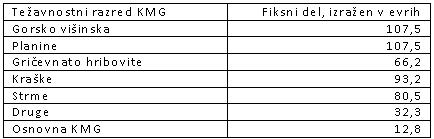 Težavnostni razred KMG Fiksni del, izražen v evrih
Gorsko višinska 107,5
Planine 107,5
Gričevnato hribovite 66,2
Kraške 93,2
Strme 80,5
Druge 32,3
Osnovna KMG 12,8